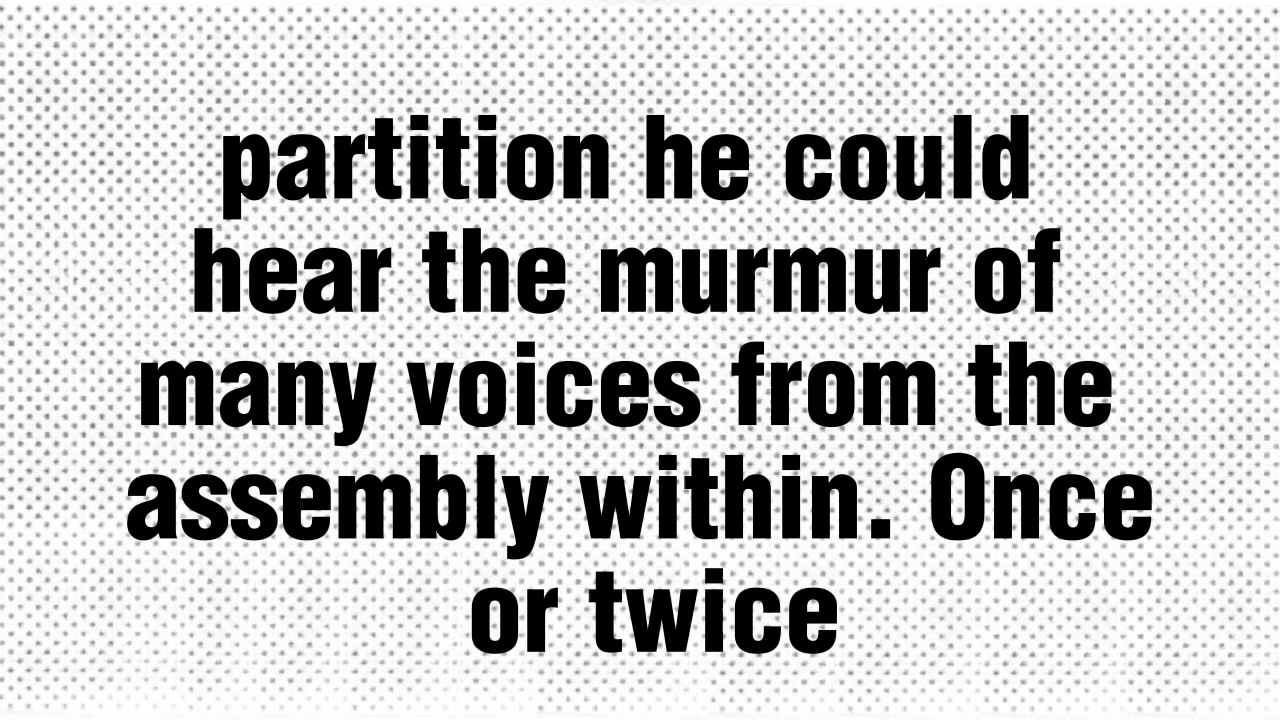 partition he could
hear the murmur of
many voices from the
assembly within. Once
or twice